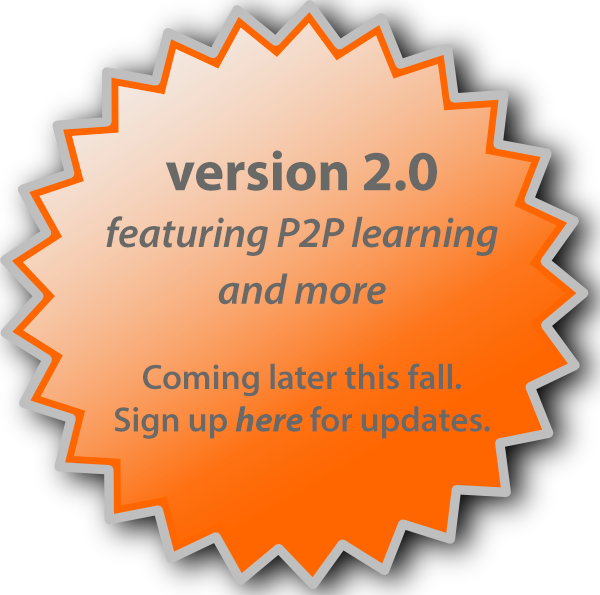 version 2.0
featuring P2P learning
and more
Coming later this fall.
Sign up here for updates.